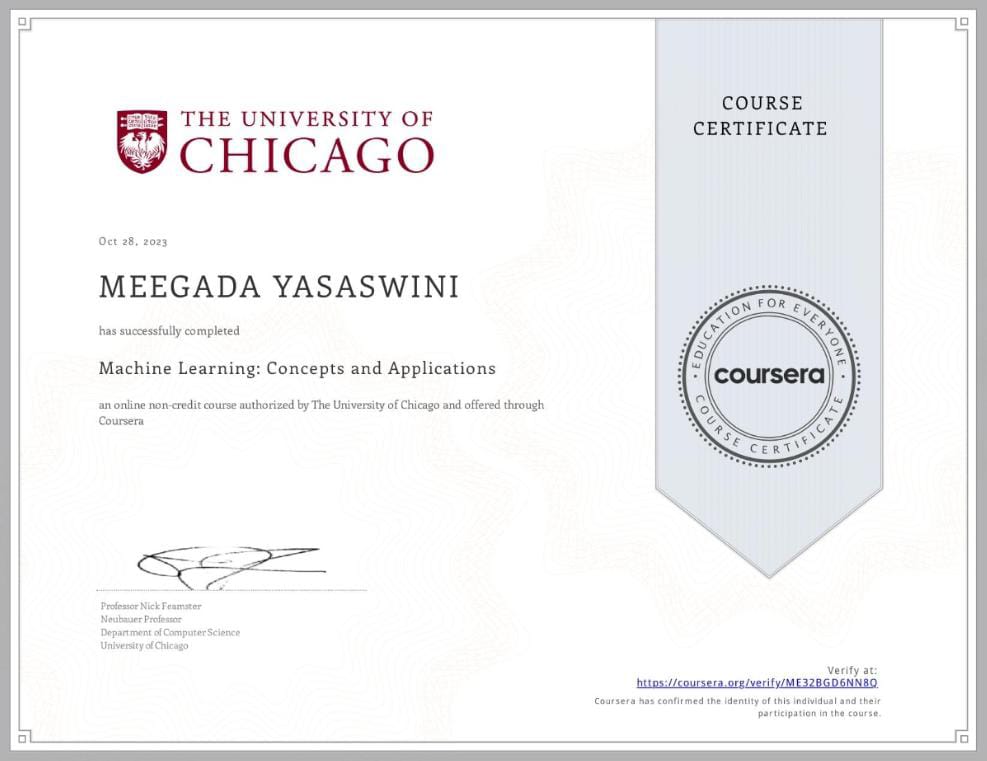 THE UNIVERSITY OF
CHICAGO
COURSE
CERTIFICATE
Oct 28, 2023
MEEGADA YASASWINI
has successfully completed
Machine Learning: Concepts and Applications
an online non-credit course authorized by The University of Chicago and offered through
Coursera
EDUCATION FOR EVERYONE
coursera
COURSE CERTIFICATE
Professor Nick Feamster
Neubauer Professor
Department of Computer Science
University of Chicago
Verify at:
https://coursera.org/verify/ME32BGD6NN8Q
Coursera has confirmed the identity of this individual and their
participation in the course.